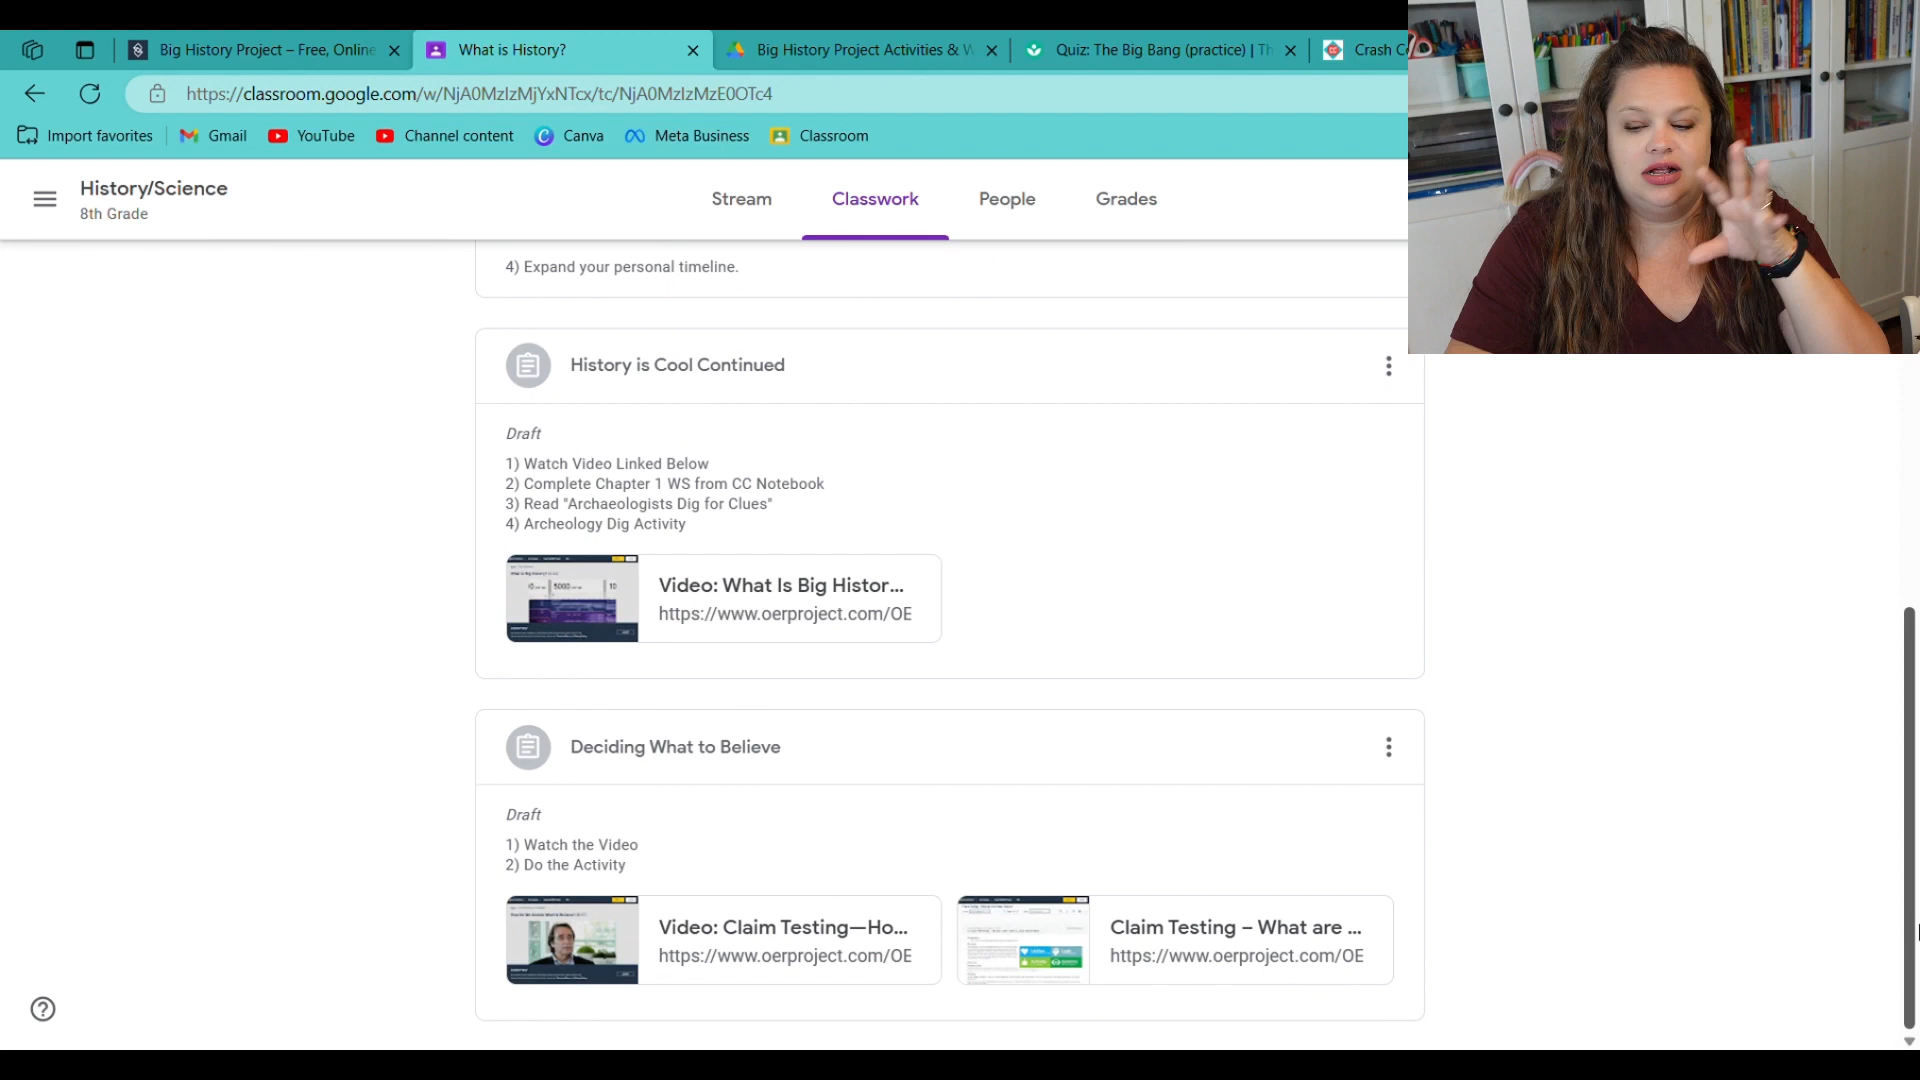 Big History Project – Free, Online
What is History?
Big History Project Activities & W
Quiz: The Big Bang (practice) | Th
Crash C
https://classroom.google.com/w/NjA0MzIzMjYxNTcx/tc/NjA0MzIzMzE0OTc4
Import favorites
Gmail
YouTube
Channel content
Canva
Meta Business
Classroom
History/Science
8th Grade
Stream
Classwork
People
Grades
4) Expand your personal timeline.
History is Cool Continued
Draft
1) Watch Video Linked Below
2) Complete Chapter 1 WS from CC Notebook
3) Read "Archaeologists Dig for Clues"
4) Archeology Dig Activity
5000
10
Video: What Is Big Histor...
https://www.oerproject.com/OE
Deciding What to Believe
Draft
1) Watch the Video
2) Do the Activity
Video: Claim Testing—Ho...
https://www.oerproject.com/OE
Claim Testing – What are ...
https://www.oerproject.com/OE